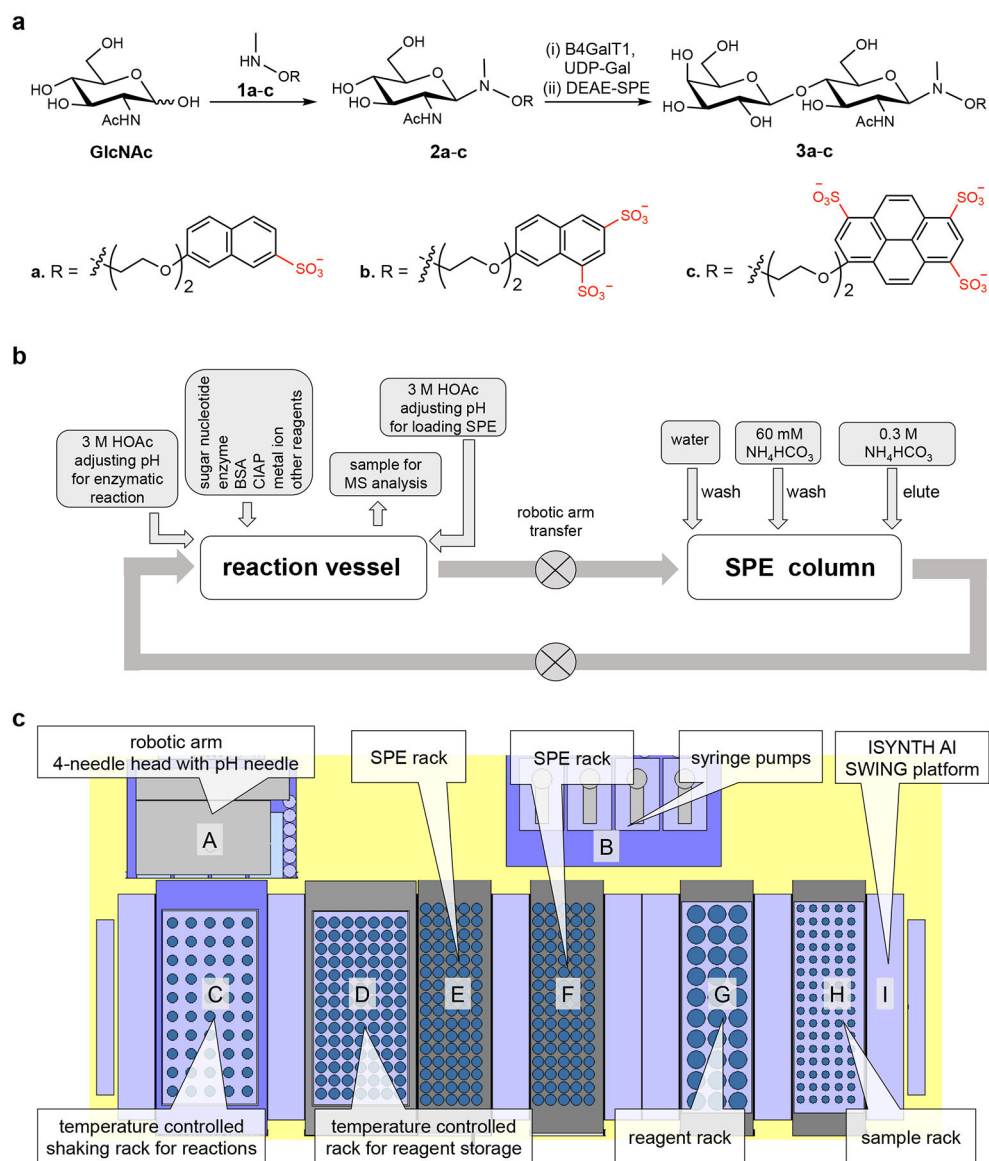 a
OH
HO
O
HO
OH
AcHN
GlcNAc
HN
OR
1a-c
OH
HO
O
HO
N
OR
AcHN
2a-c
(i) B4GalT1,
UDP-Gal
(ii) DEAE-SPE
OH
HO
O
HO
OH
O
OH
O
HO
AcHN
N
OR
3a-c
a. R =
O
2
SO3−
b. R =
O
2
SO3−
SO3−
c. R =
O
2
O3S−
SO3−
SO3−
b
3 M HOAc
adjusting pH
for enzymatic
reaction
sugar nucleotide
enzyme
BSA
CIAP
metal ion
other reagents
sample for
MS analysis
3 M HOAc
adjusting pH
for loading SPE
water
60 mM
NH4HCO3
0.3 M
NH4HCO3
wash
wash
elute
robotic arm
transfer
reaction vessel
SPE column
c
robotic arm
4-needle head with pH needle
SPE rack
SPE rack
syringe pumps
ISYNTH AI
SWING platform
A
B
C
D
E
F
G
H
I
temperature controlled
shaking rack for reactions
temperature controlled
rack for reagent storage
reagent rack
sample rack